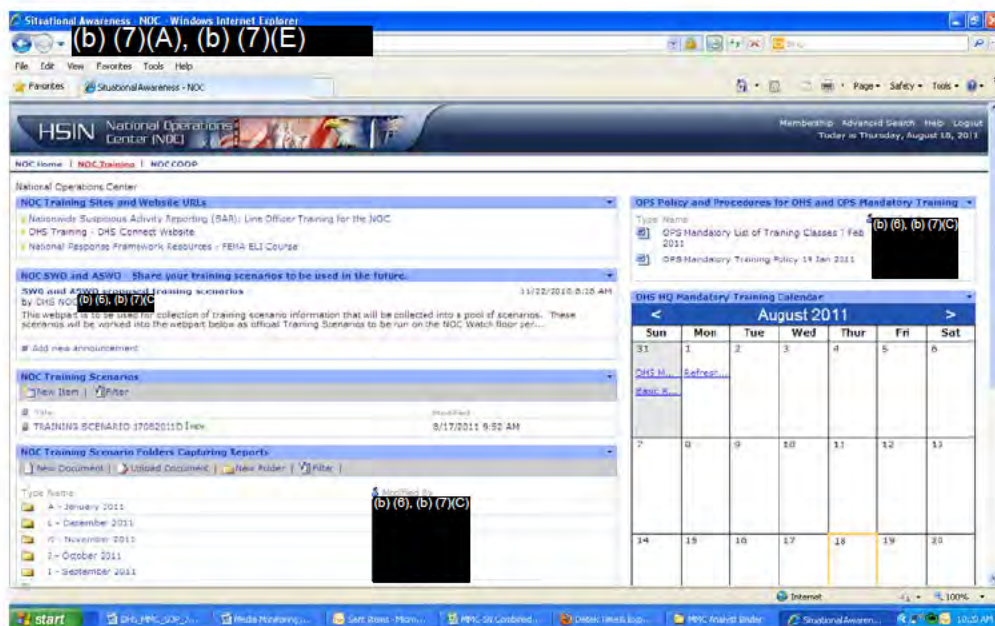 Situational Awareness - NOC - Windows Internet Explorer
(b) (7)(A), (b) (7)(E)
File Edit View Favorites Tools Help
Favorites Situational Awareness - NOC
Page Safety Tools
HSIN National Operations Center (NOC)
Membership Advanced Search Help Logout
Today is Thursday, August 18, 2011
NOC Home | NOC Training | NOC COOP
National Operations Center
NOC Training Sites and Website URLs
Nationwide Suspicious Activity Reporting (SAR): Line Officer Training for the NOC
DHS Training - DHS Connect Website
National Response Framework Resources - FEMA ELI Course
NOC SWO and ASWO - Share your training scenarios to be used in the future.
SWO and ASWO proposed training scenarios 11/22/2010 8:26 AM
by DHS NOC (b) (6), (b) (7)(C
This webpart is to be used for collection of training scenario information that will be collected into a pool of scenarios. These
scenarios will be worked into the webpart below as official Training Scenarios to be run on the NOC Watch floor per...
Add new announcement
NOC Training Scenarios
New Item | Filter
Title Modified
TRAINING SCENARIO 17082011D 8/17/2011 9:52 AM
NOC Training Scenario Folders Capturing Reports
New Document | Upload Document | New Folder | Filter |
Type Name Modified By
(b) (6), (b) (7)(C)
A - January 2011
L - December 2011
November 2011
October 2011
I - September 2011
OPS Policy and Procedures for DHS and OPS Mandatory Training
Type Name
(b) (6), (b) (7)(C)
OPS Mandatory List of Training Classes 1 Feb
2011
OPS Mandatory Training Policy 19 Jan 2011
DHS HQ Mandatory Training Calendar
< August 2011 >
Sun Mon Tue Wed Thur Fri Sat
31 1 2 3 4 5 6
DHS M... Refresh...
Basic R...
7 8 9 10 11 12 13
14 15 16 17 18 19 20
Internet 100%
start DHS_MMC_SOP_ Media Monitoring... Sent Items - Micro... MMC Analyst Binder Situational Awaren... 10:20 AM